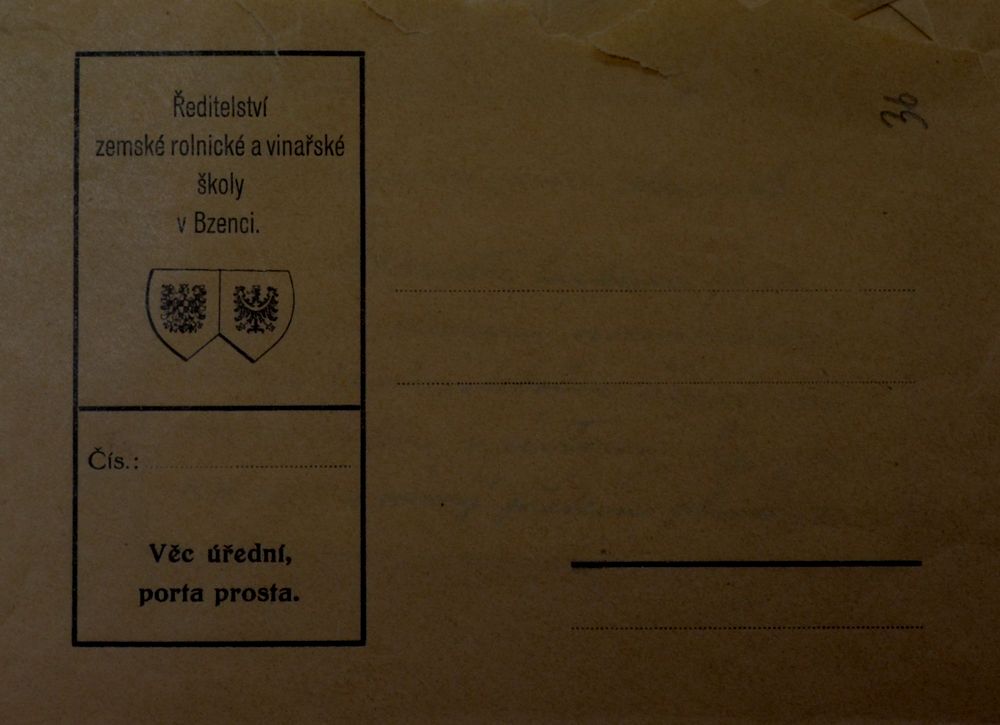 Ředitelství
zemské rolnické a vinařské
školy
v Bzenci.
Čís.:
Věc úřední,
porta prosta.
36